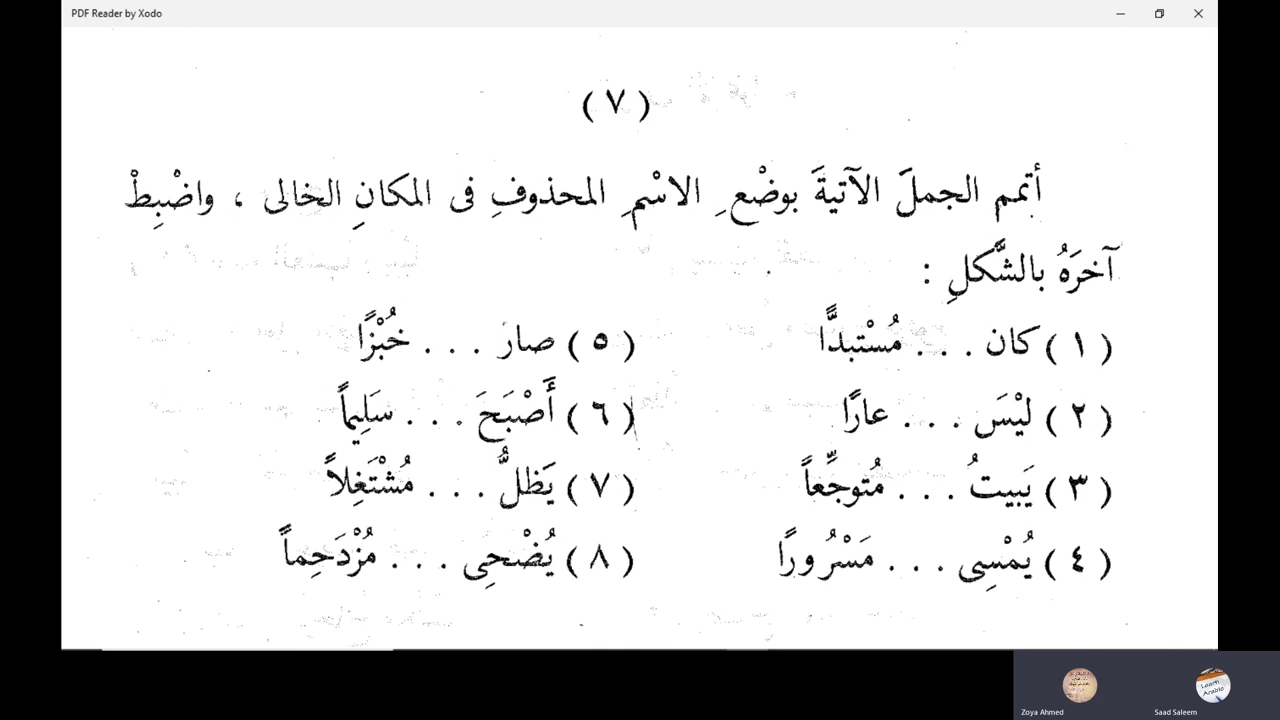 PDF Reader by Xodo
( ٧ )
أتمم الجملَ الآتيةَ بوضْعِ الاسْمِ المحذوفِ فى المكانِ الخالى ، واضْبِطْ
آخرَهُ بالشَّكلِ :
( ١ ) كان . . . مُسْتبدًّا ( ٥ ) صارَ . . . خُبْزًا
( ٢ ) ليْسَ . . . عارًا ( ٦ ) أَصْبَحَ . . . سَلِيماً
( ٣ ) يَبيتُ . . . مُتوجِّعاً ( ٧ ) يَظلُّ . . . مُشْتَغِلاً
( ٤ ) يُمْسِى . . . مَسْرُورًا ( ٨ ) يُضْحِى . . . مُزْدَحِماً
Zoya Ahmed
Learn Arabic
Saad Saleem